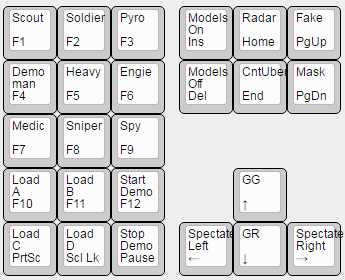 Scout
F1
Soldier
F2
Pyro
F3
Models
On
Ins
Radar
Home
Fake
PgUp
Demo
man
F4
Heavy
F5
Engie
F6
Models
Off
Del
CntUber
End
Mask
PgDn
Medic
F7
Sniper
F8
Spy
F9
Load
A
F10
Load
B
F11
Start
Demo
F12
GG
↑
Load
C
PrtSc
Load
D
Scl Lk
Stop
Demo
Pause
Spectate
Left
←
GR
↓
Spectate
Right
→